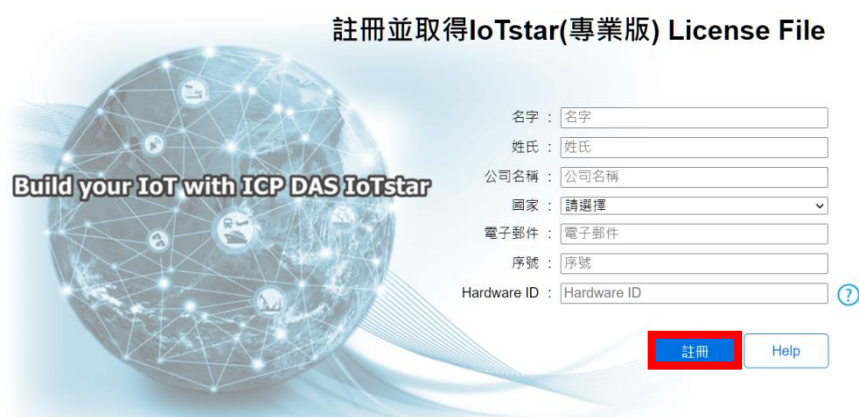 註冊並取得IoTstar(專業版) License File
名字 : 名字
姓氏 : 姓氏
Build your IoT with ICP DAS IoTstar
公司名稱 : 公司名稱
國家 : 請選擇
電子郵件 : 電子郵件
序號 : 序號
Hardware ID : Hardware ID ?
註冊 Help